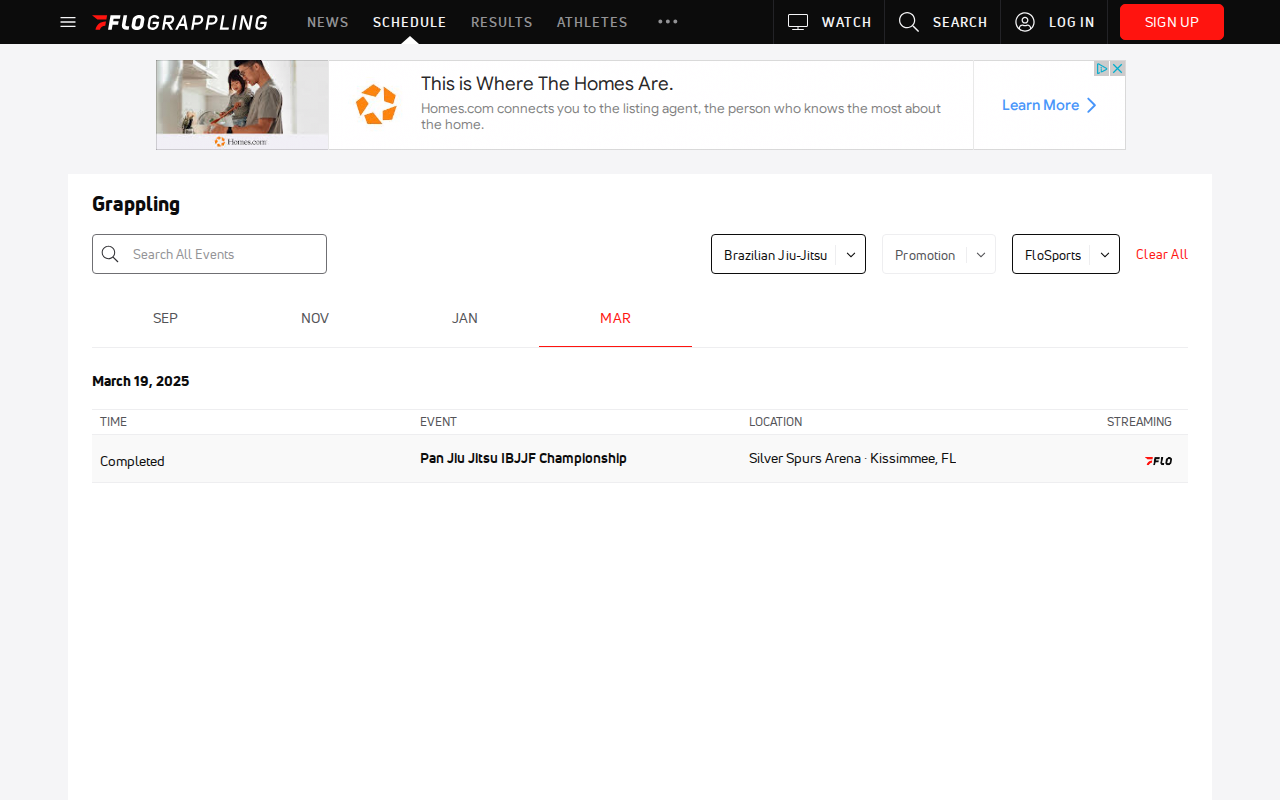 FLOGRAPPLING
NEWS
SCHEDULE
RESULTS
ATHLETES
WATCH
SEARCH
LOG IN
SIGN UP
This is Where The Homes Are.
Homes.com connects you to the listing agent, the person who knows the most about
the home.
Learn More
Homes.com
Grappling
Search All Events
Brazilian Jiu-Jitsu
Promotion
FloSports
Clear All
SEP
NOV
JAN
MAR
March 19, 2025
TIME
EVENT
LOCATION
STREAMING
Completed
Pan Jiu Jitsu IBJJF Championship
Silver Spurs Arena · Kissimmee, FL
FLO